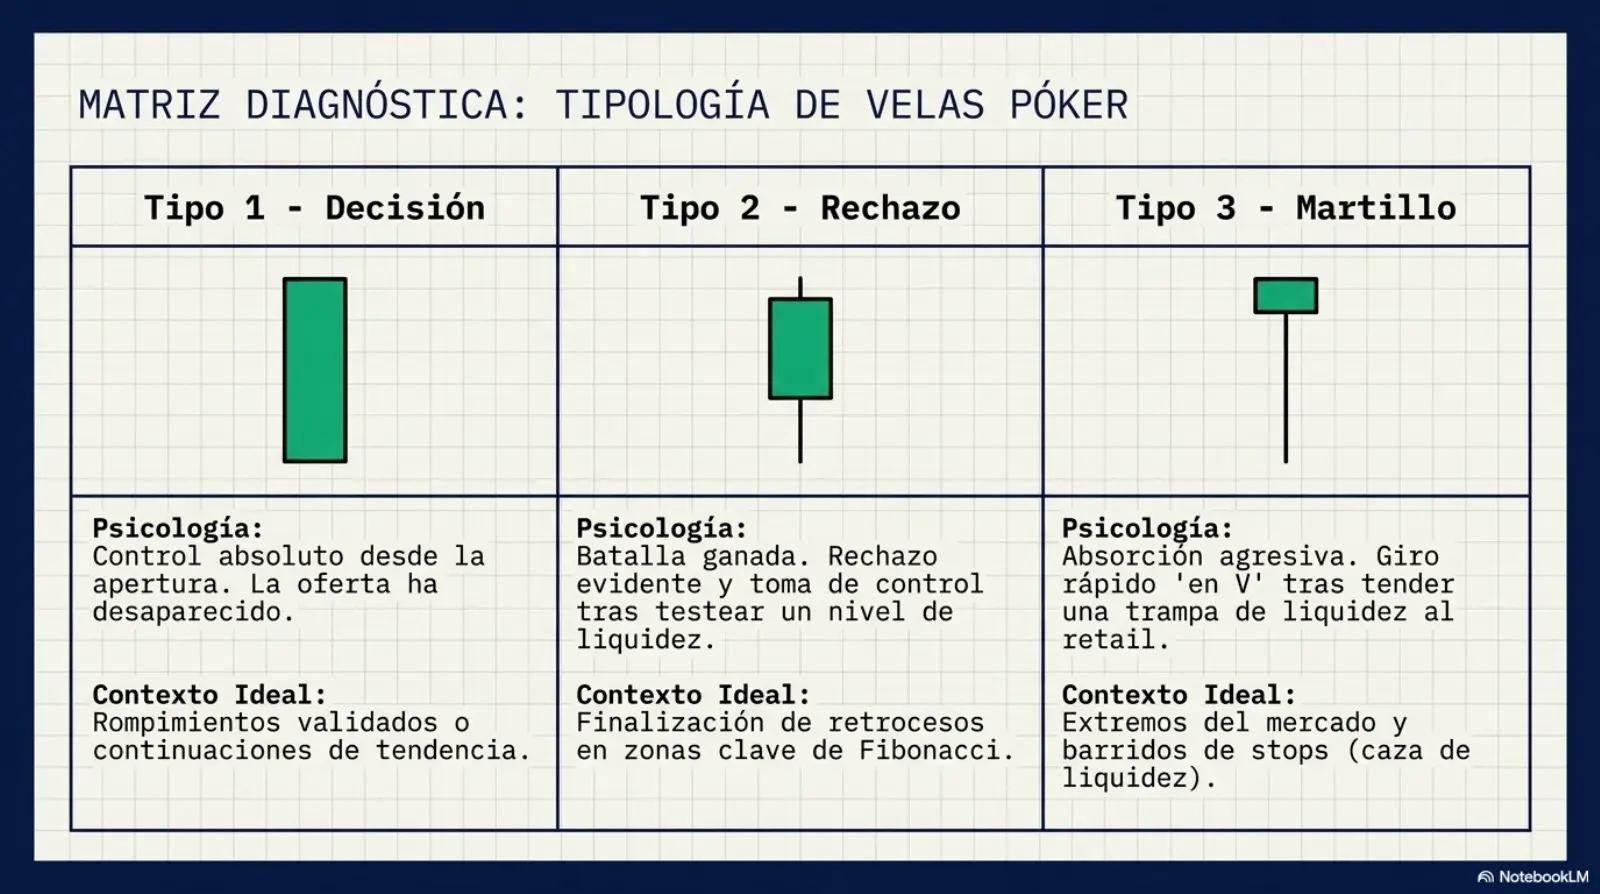 MATRIZ DIAGNÓSTICA: TIPOLOGÍA DE VELAS PÓKER
Tipo 1 - Decisión
Tipo 2 - Rechazo
Tipo 3 - Martillo
Psicología:
Control absoluto desde la
apertura. La oferta ha
desaparecido.
Contexto Ideal:
Rompimientos validados o
continuaciones de tendencia.
Psicología:
Batalla ganada. Rechazo
evidente y toma de control
tras testear un nivel de
liquidez.
Contexto Ideal:
Finalización de retrocesos
en zonas clave de Fibonacci.
Psicología:
Absorción agresiva. Giro
rápido 'en V' tras tender
una trampa de liquidez al
retail.
Contexto Ideal:
Extremos del mercado y
barridos de stops (caza de
liquidez).
NotebookLM